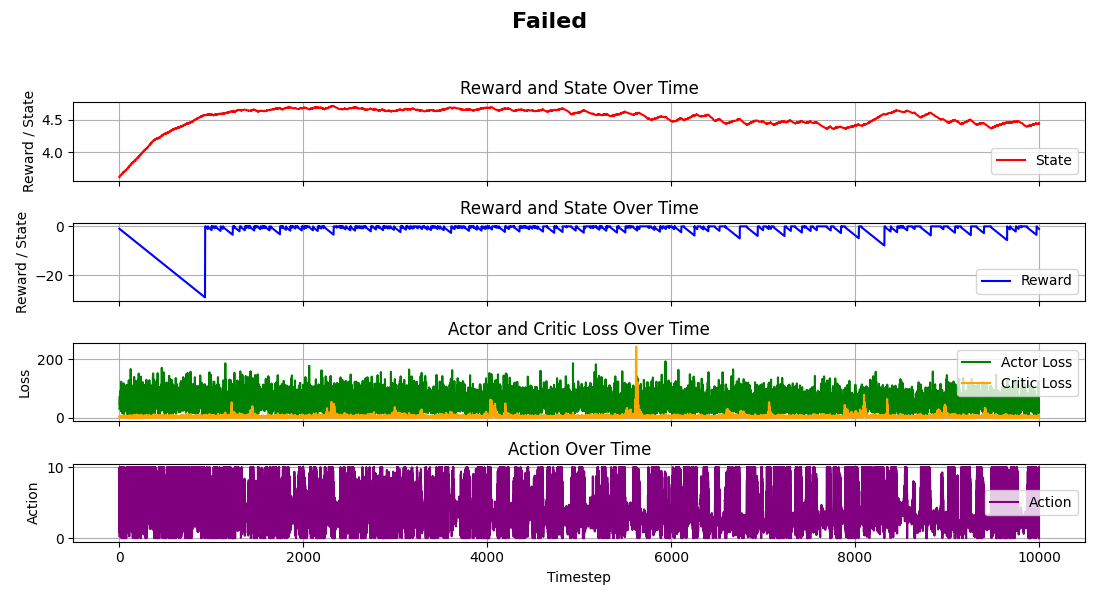 Failed
Reward and State Over Time
Reward / State
4.5
4.0
State
Reward and State Over Time
Reward / State
0
−20
Reward
Actor and Critic Loss Over Time
Loss
200
0
Actor Loss
Critic Loss
Action Over Time
Action
10
0
Action
0 2000 4000 6000 8000 10000
Timestep